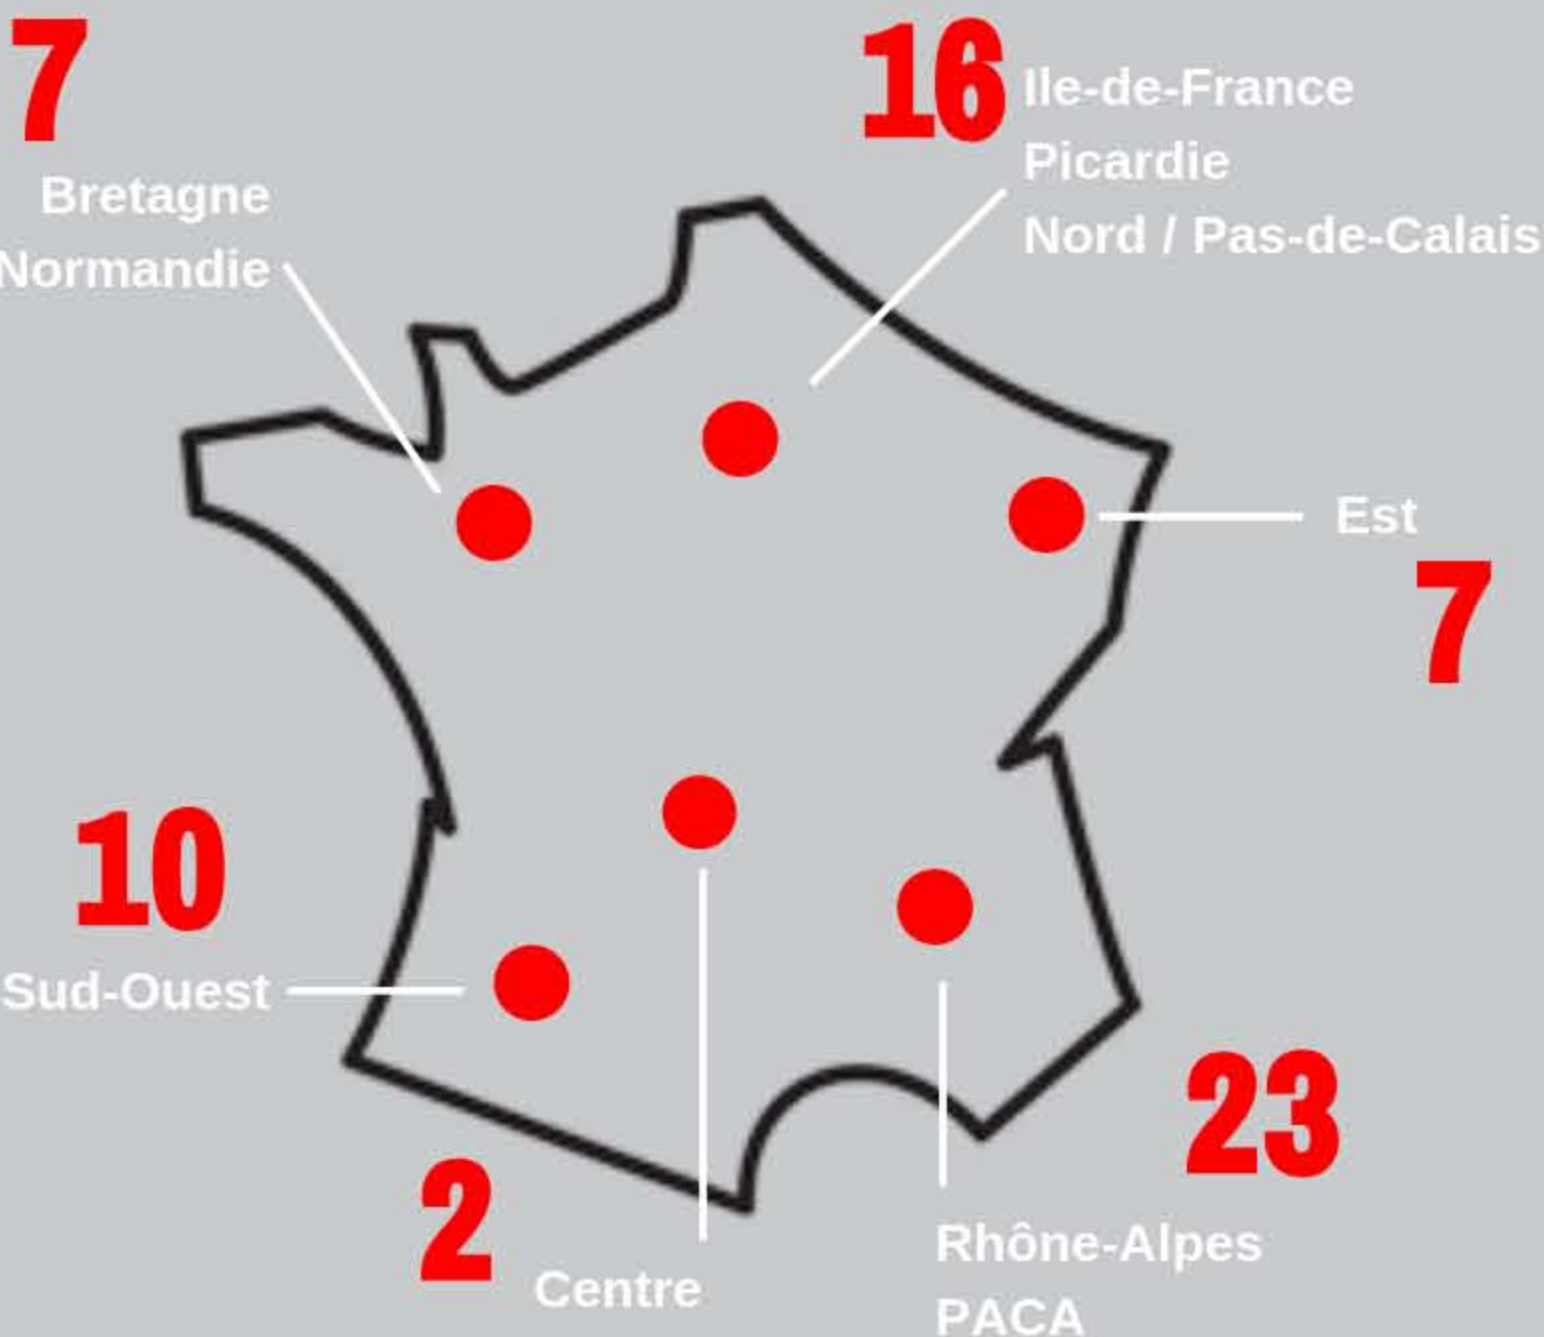 7
Bretagne
Normandie
16
Ile-de-France
Picardie
Nord / Pas-de-Calais
Est
7
10
Sud-Ouest
2
Centre
23
Rhône-Alpes
PACA